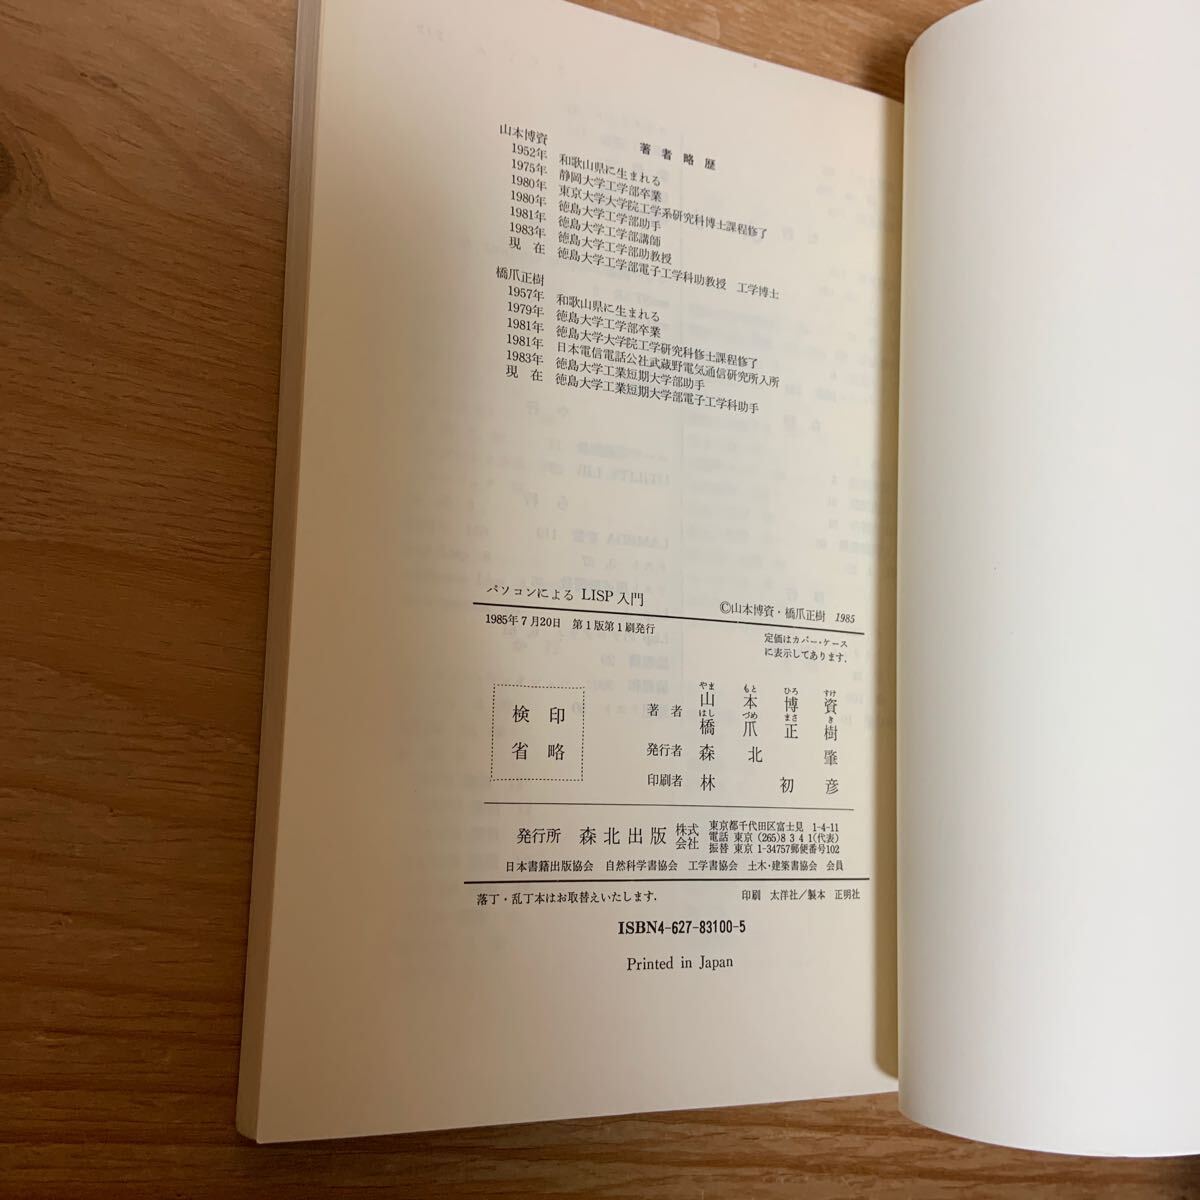 著者略歴
山本博資
1952年 和歌山県に生まれる
1975年 静岡大学工学部卒業
1980年 東京大学大学院工学系研究科博士課程修了
1980年 徳島大学工学部助手
1981年 徳島大学工学部講師
1983年 徳島大学工学部助教授
現在 徳島大学工学部電子工学科助教授 工学博士
橋爪正樹
1957年 和歌山県に生まれる
1979年 徳島大学工学部卒業
1981年 徳島大学大学院工学研究科修士課程修了
1981年 日本電信電話公社武蔵野電気通信研究所入所
1983年 徳島大学工業短期大学部助手
現在 徳島大学工業短期大学部電子工学科助手
パソコンによる LISP 入門 ©山本博資・橋爪正樹 1985
1985年7月20日 第1版第1刷発行
定価はカバー・ケース
に表示してあります.
検印
省略
やま もと ひろ すけ
著者 山本博資
はし づめ まさ き
橋爪正樹
発行者 森北肇
印刷者 林初彦
発行所 森北出版 株式会社
東京都千代田区富士見 1-4-11
電話 東京 (265) 8341(代表)
振替 東京 1-34757郵便番号102
日本書籍出版協会 自然科学書協会 工学書協会 土木・建築書協会 会員
落丁・乱丁本はお取替えいたします. 印刷 太洋社/製本 正明社
ISBN4-627-83100-5
Printed in Japan